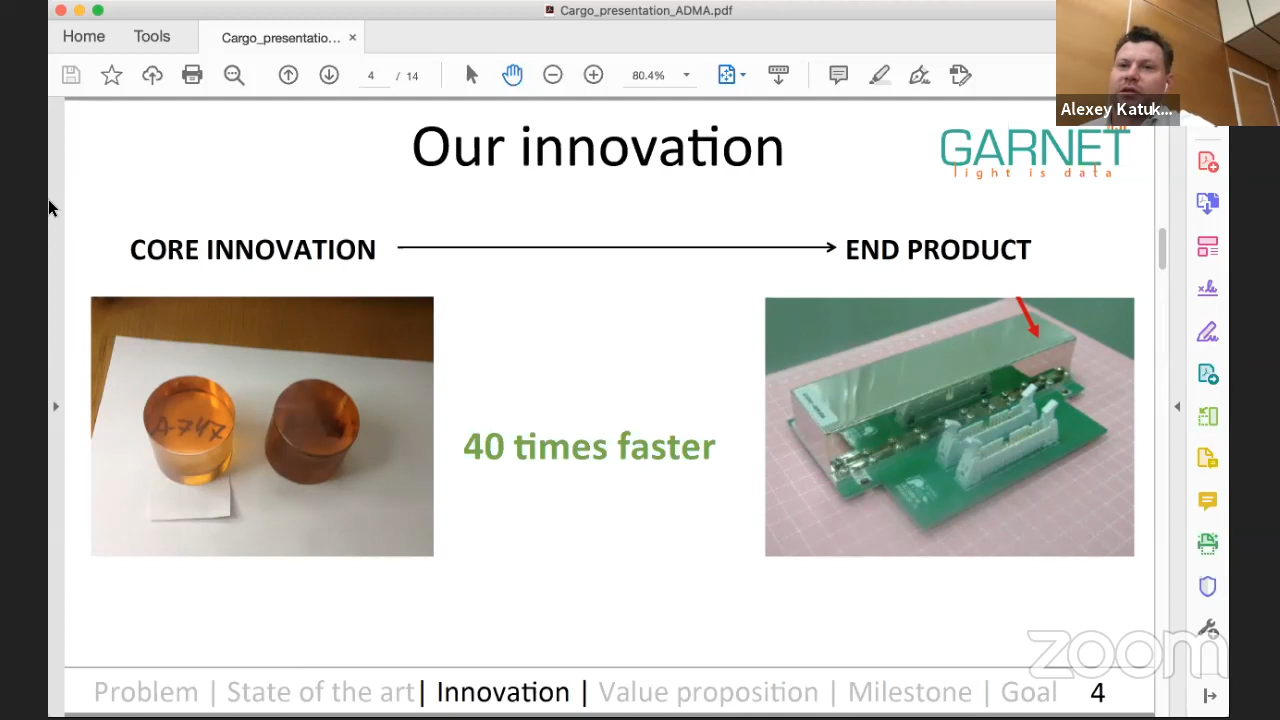 Cargo_presentation_ADMA.pdf
Home Tools Cargo_presentatio... ×
4 / 14 80.4%
Alexey Katuk...
Our innovation
GARNET
light is data
CORE INNOVATION END PRODUCT
A-747
40 times faster
zoom
Problem | State of the art | Innovation | Value proposition | Milestone | Goal 4